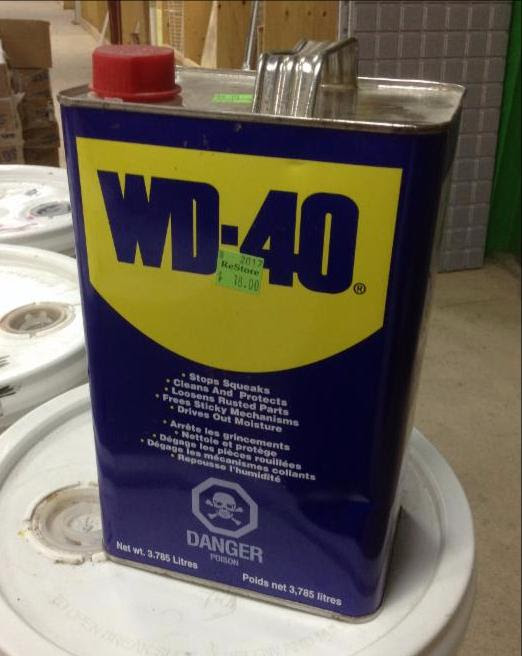 WD-40®
2017
ReStore
18.00
• Stops Squeaks
• Cleans And Protects
• Loosens Rusted Parts
• Frees Sticky Mechanisms
• Drives Out Moisture
• Arrête les grincements
• Nettoie et protège
• Dégage les pièces rouillées
• Dégage les mécanismes collants
• Repousse l'humidité
DANGER
POISON
Net wt. 3.785 Litres
Poids net 3,785 litres